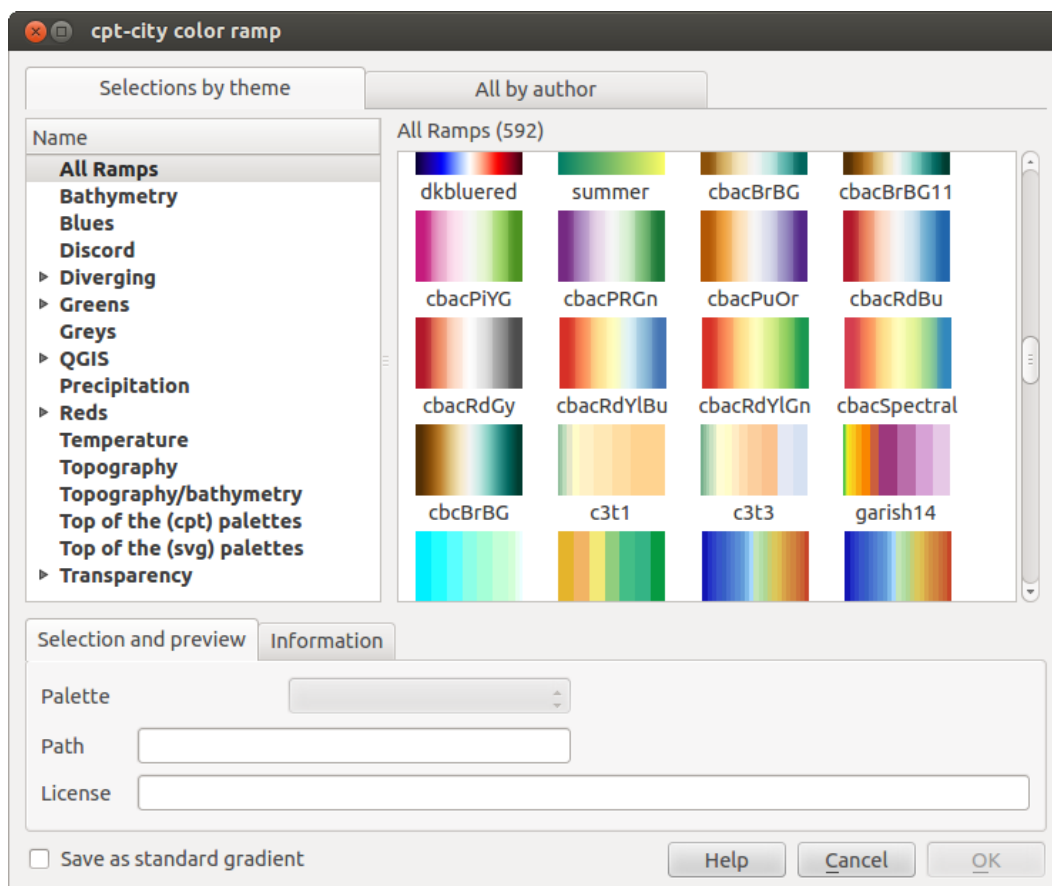 cpt-city color ramp
Selections by theme
All by author
Name
All Ramps
Bathymetry
Blues
Discord
Diverging
Greens
Greys
QGIS
Precipitation
Reds
Temperature
Topography
Topography/bathymetry
Top of the (cpt) palettes
Top of the (svg) palettes
Transparency
All Ramps (592)
dkbluered summer cbacBrBG cbacBrBG11
cbacPiYG cbacPRGn cbacPuOr cbacRdBu
cbacRdGy cbacRdYlBu cbacRdYlGn cbacSpectral
cbcBrBG c3t1 c3t3 garish14
Selection and preview
Information
Palette
Path
License
Save as standard gradient
Help Cancel OK